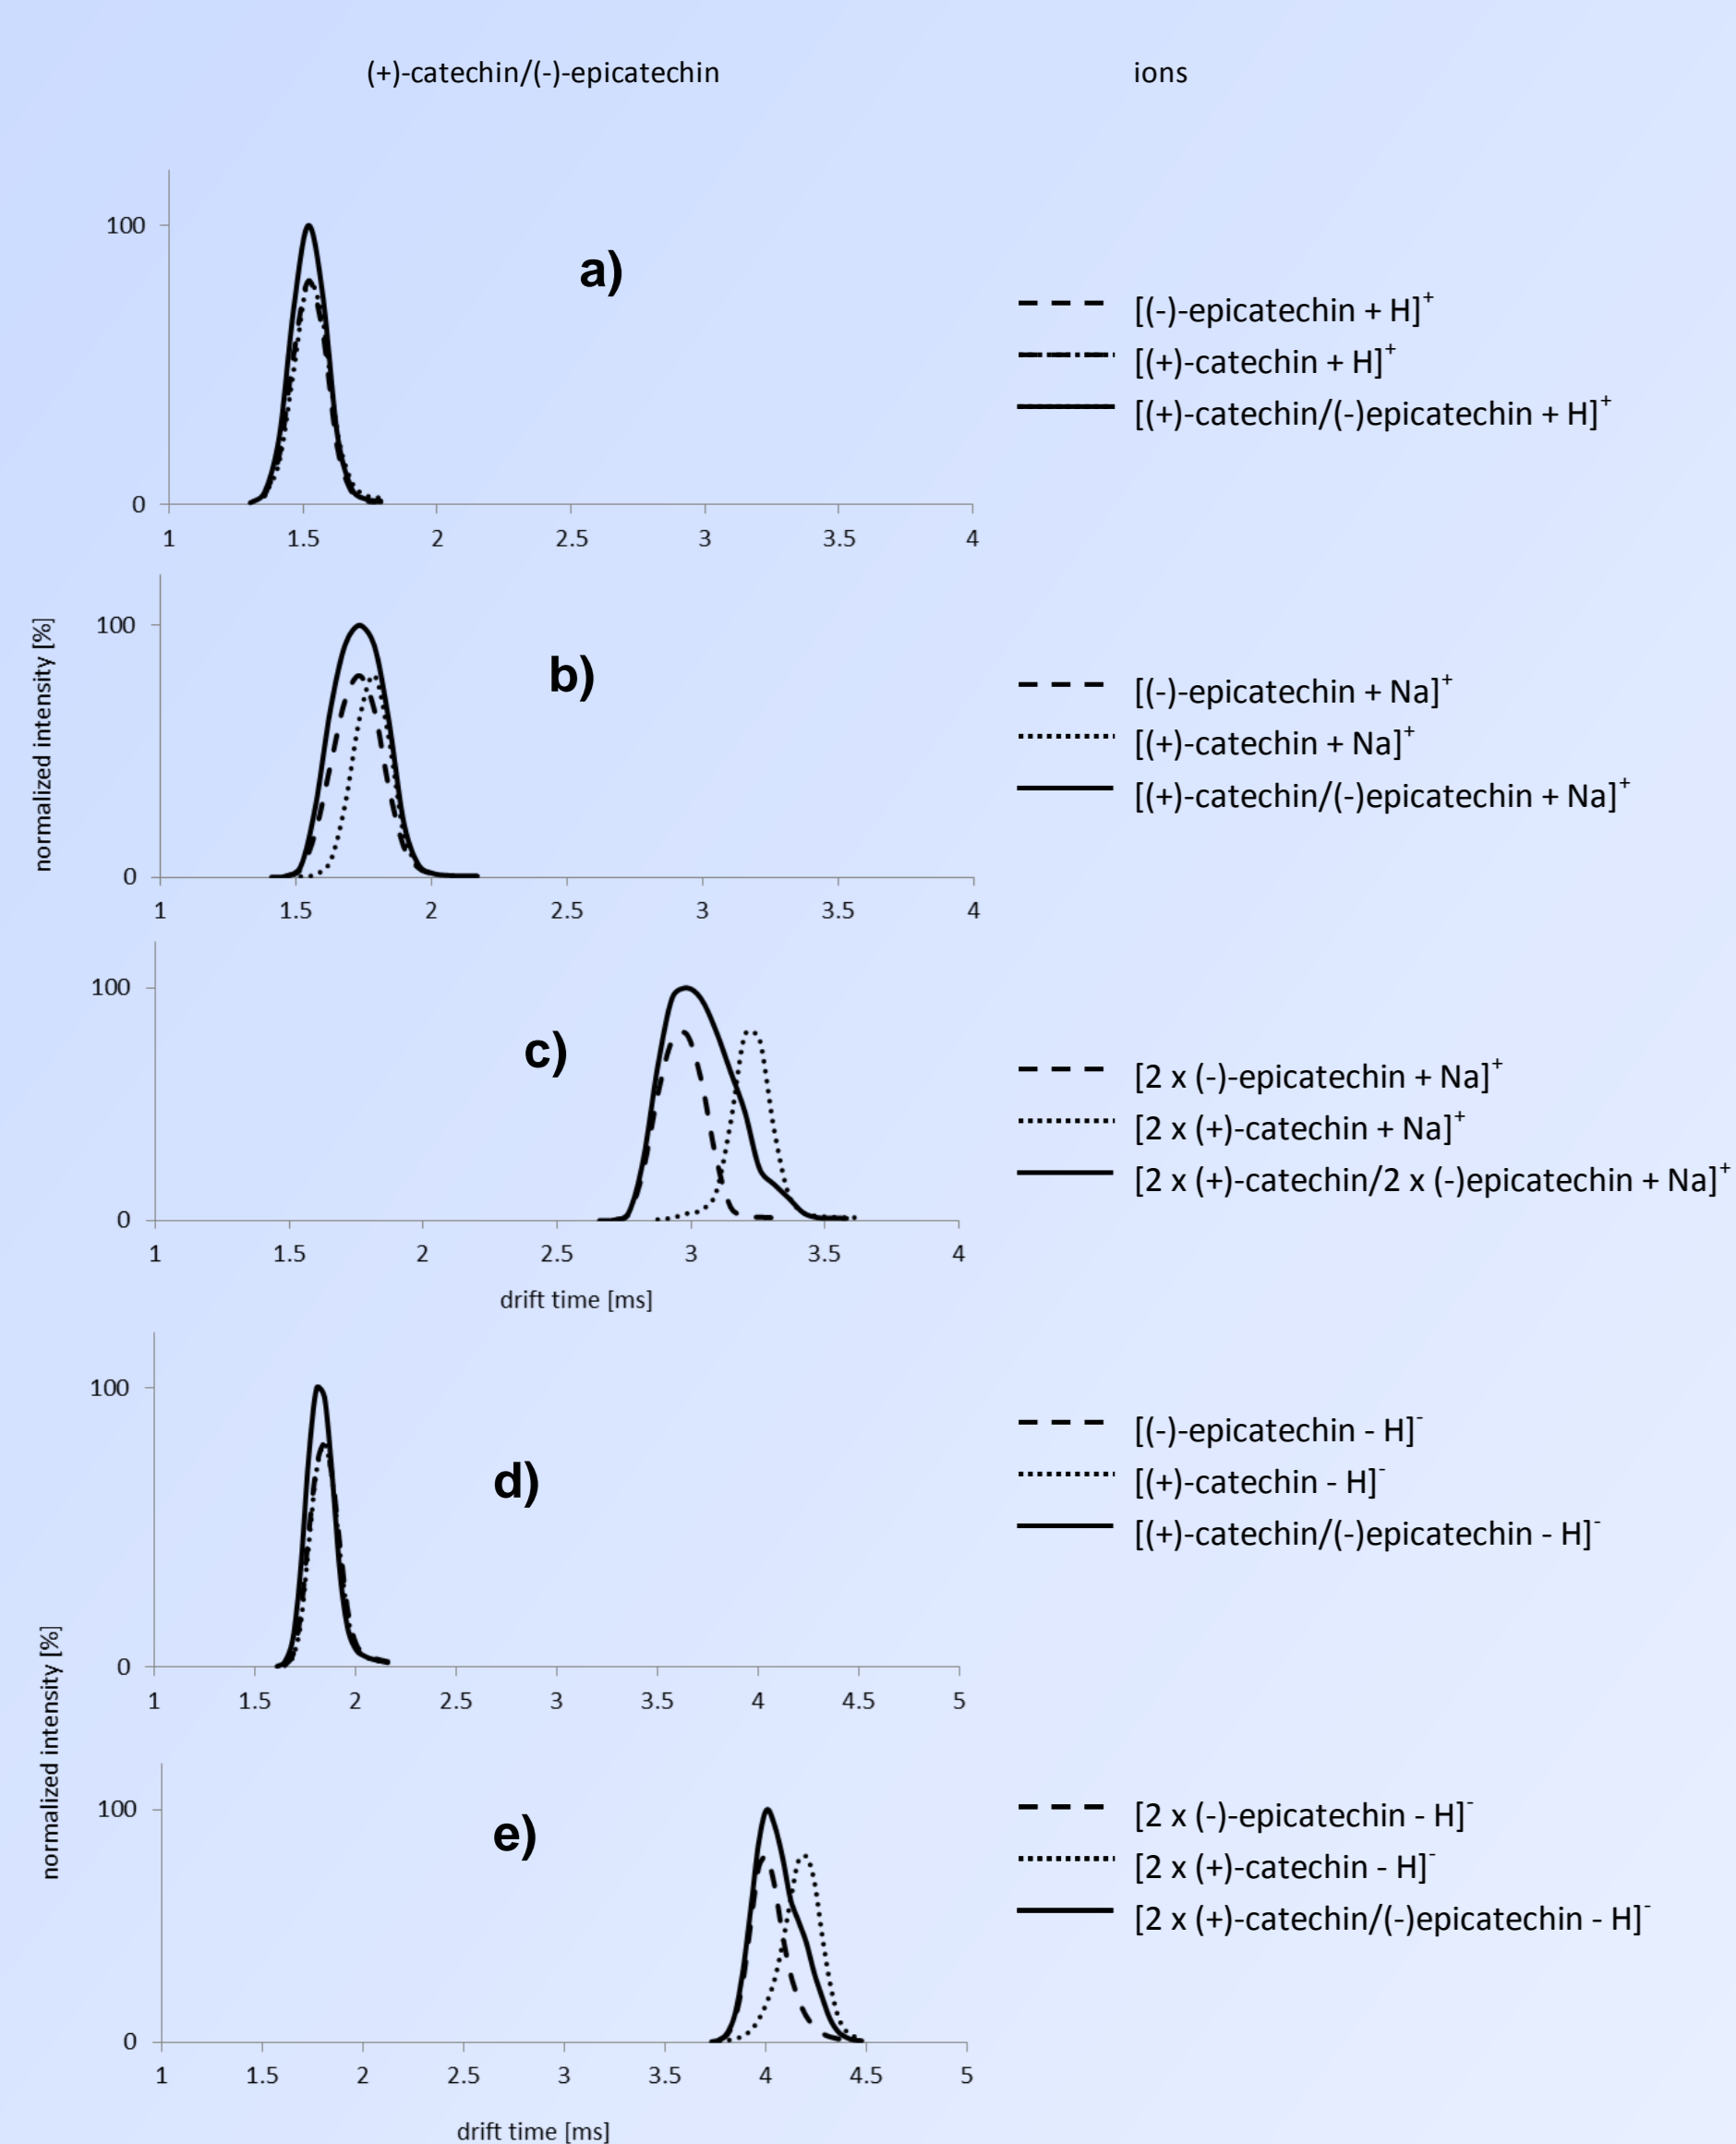 (+)-catechin/(-)-epicatechin
ions
100
a)
[(-)-epicatechin + H]⁺
[(+)-catechin + H]⁺
[(+)-catechin/(-)epicatechin + H]⁺
0
1 1.5 2 2.5 3 3.5 4
normalized intensity [%]
100
b)
[(-)-epicatechin + Na]⁺
[(+)-catechin + Na]⁺
[(+)-catechin/(-)epicatechin + Na]⁺
0
1 1.5 2 2.5 3 3.5 4
100
c)
[2 x (-)-epicatechin + Na]⁺
[2 x (+)-catechin + Na]⁺
[2 x (+)-catechin/2 x (-)epicatechin + Na]⁺
0
1 1.5 2 2.5 3 3.5 4
drift time [ms]
100
d)
[(-)-epicatechin - H]⁻
[(+)-catechin - H]⁻
[(+)-catechin/(-)epicatechin - H]⁻
0
1 1.5 2 2.5 3 3.5 4 4.5 5
normalized intensity [%]
100
e)
[2 x (-)-epicatechin - H]⁻
[2 x (+)-catechin - H]⁻
[2 x (+)-catechin/(-)epicatechin - H]⁻
0
1 1.5 2 2.5 3 3.5 4 4.5 5
drift time [ms]